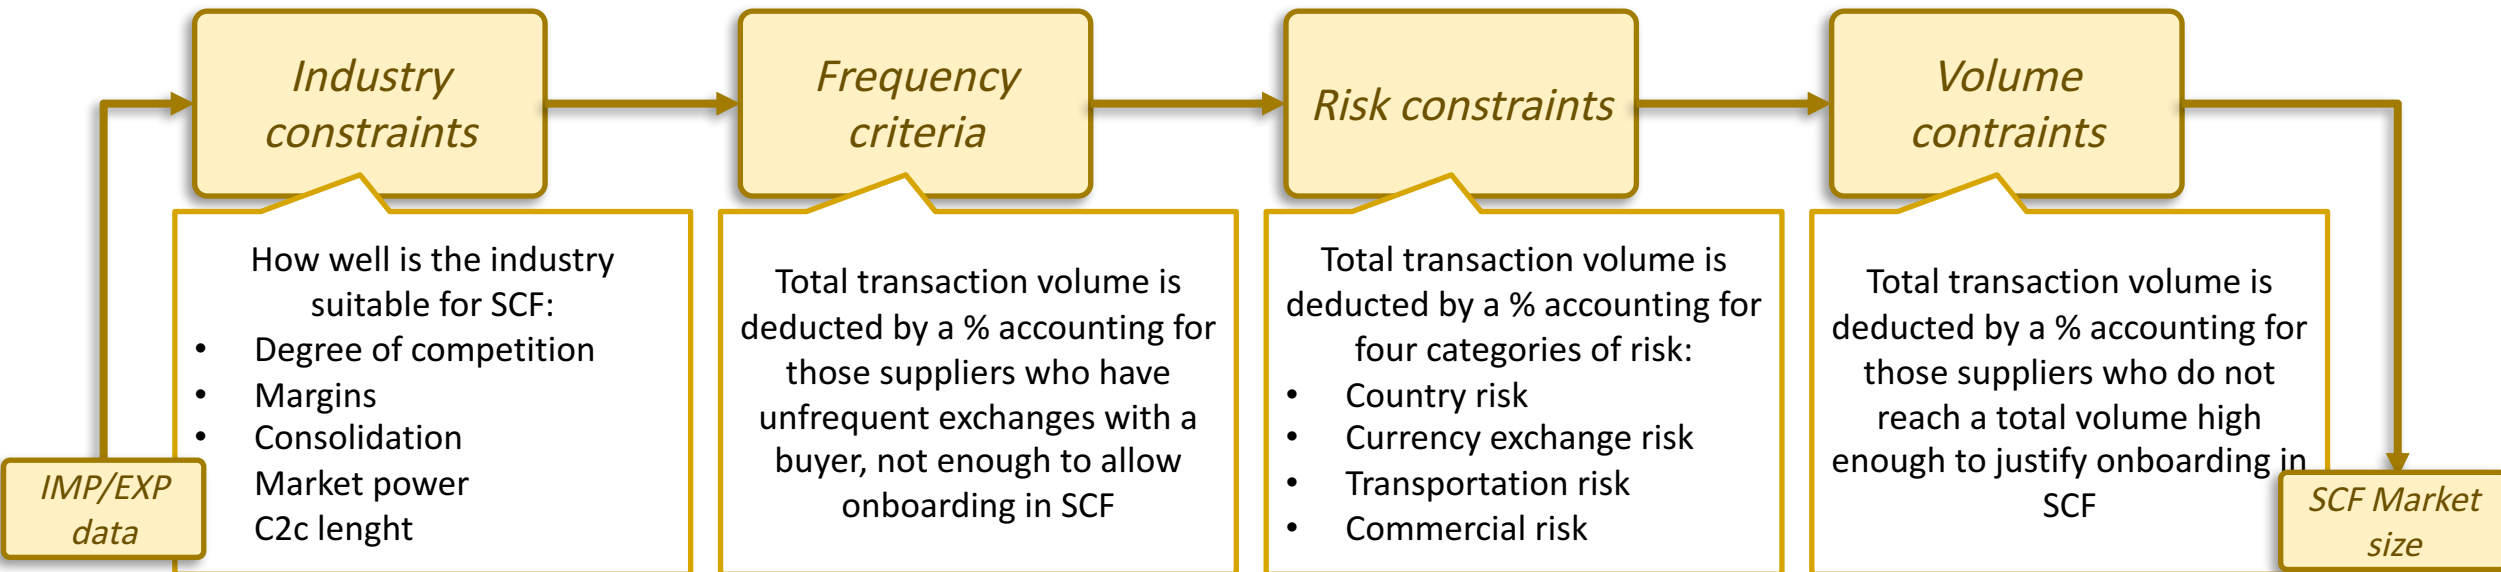 Industry
constraints
Frequency
criteria
Risk constraints
Volume
contraints
How well is the industry
suitable for SCF:
• Degree of competition
• Margins
• Consolidation
Market power
C2c lenght
Total transaction volume is
deducted by a % accounting for
those suppliers who have
unfrequent exchanges with a
buyer, not enough to allow
onboarding in SCF
Total transaction volume is
deducted by a % accounting for
four categories of risk:
• Country risk
• Currency exchange risk
• Transportation risk
• Commercial risk
Total transaction volume is
deducted by a % accounting for
those suppliers who do not
reach a total volume high
enough to justify onboarding in
SCF
IMP/EXP
data
SCF Market
size